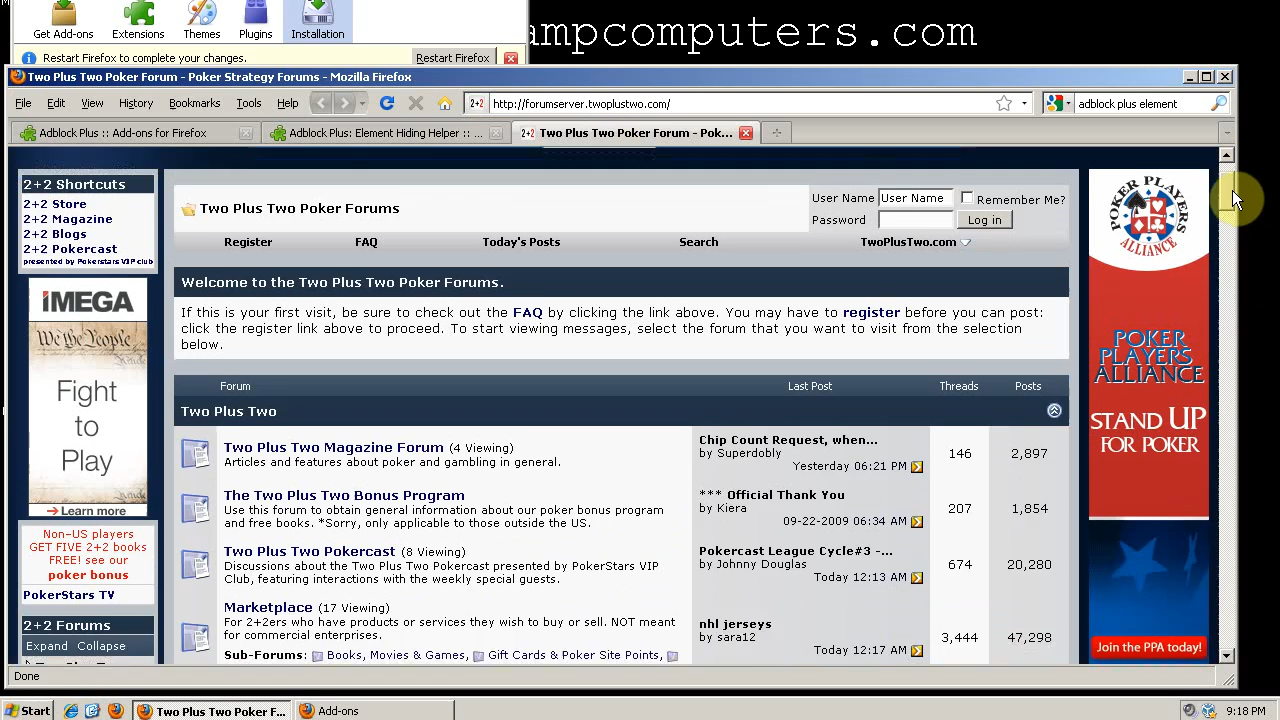 ampcomputers.com
Get Add-ons Extensions Themes Plugins Installation
Restart Firefox to complete your changes. Restart Firefox
Two Plus Two Poker Forum - Poker Strategy Forums - Mozilla Firefox
File Edit View History Bookmarks Tools Help
2+2 http://forumserver.twoplustwo.com/
adblock plus element
Adblock Plus :: Add-ons for Firefox
Adblock Plus: Element Hiding Helper :: ...
2+2 Two Plus Two Poker Forum - Pok...
2+2 Shortcuts
2+2 Store
2+2 Magazine
2+2 Blogs
2+2 Pokercast
presented by Pokerstars VIP club
iMEGA
We the People
Fight
to
Play
Learn more
Non-US players
GET FIVE 2+2 books
FREE! see our
poker bonus
PokerStars TV
2+2 Forums
Expand Collapse
Two Plus Two Poker Forums
User Name User Name Remember Me?
Password Log in
Register FAQ Today's Posts Search TwoPlusTwo.com
Welcome to the Two Plus Two Poker Forums.
If this is your first visit, be sure to check out the FAQ by clicking the link above. You may have to register before you can post:
click the register link above to proceed. To start viewing messages, select the forum that you want to visit from the selection
below.
Forum Last Post Threads Posts
Two Plus Two
Two Plus Two Magazine Forum (4 Viewing)
Articles and features about poker and gambling in general.
Chip Count Request, when...
by Superdobly
Yesterday 06:21 PM
146 2,897
The Two Plus Two Bonus Program
Use this forum to obtain general information about our poker bonus
program and free books. *Sorry, only applicable to those outside the US.
*** Official Thank You
by Kiera
09-22-2009 06:34 AM
207 1,854
Two Plus Two Pokercast (8 Viewing)
Discussions about the Two Plus Two Pokercast presented by PokerStars VIP
Club, featuring interactions with the weekly special guests.
Pokercast League Cycle#3 -...
by Johnny Douglas
Today 12:13 AM
674 20,280
Marketplace (17 Viewing)
For 2+2ers who have products or services they wish to buy or sell. NOT meant
for commercial enterprises.
Sub-Forums: Books, Movies & Games, Gift Cards & Poker Site Points,
nhl jerseys
by sara12
Today 12:17 AM
3,444 47,298
POKER PLAYERS
ALLIANCE
POKER
PLAYERS
ALLIANCE
STAND UP
FOR POKER
Join the PPA today!
Done
Start Two Plus Two Poker F... Add-ons 9:18 PM